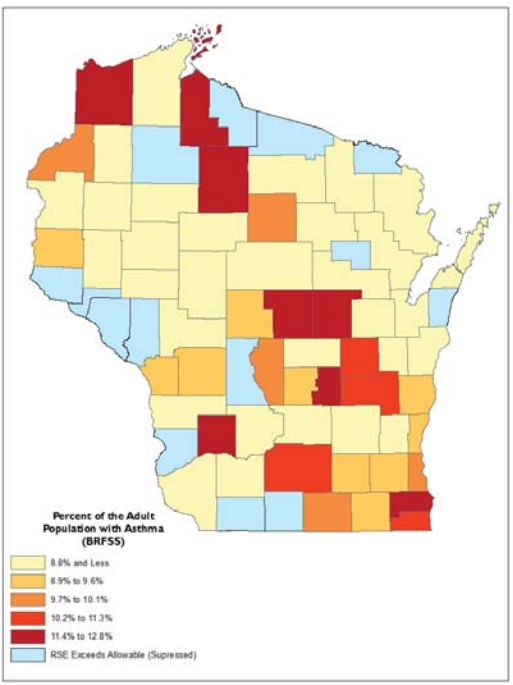 Percent of the Adult
Population with Asthma
(BRFSS)
8.8% and Less
8.9% to 9.6%
9.7% to 10.1%
10.2% to 11.3%
11.4% to 12.8%
RSE Exceeds Allowable (Supressed)